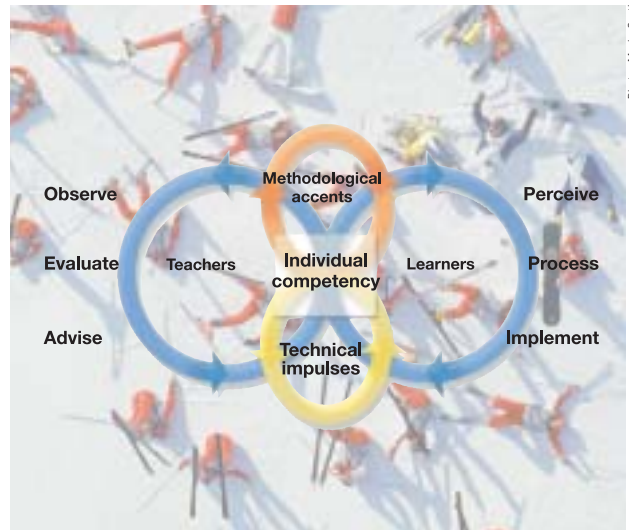 Methodological
accents
Observe
Perceive
Evaluate
Teachers
Individual
competency
Learners
Process
Advise
Technical
impulses
Implement